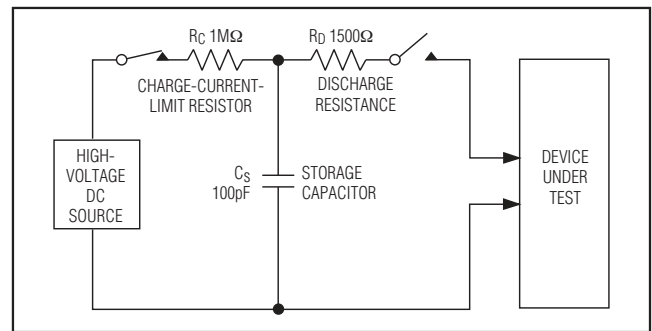 RC 1MΩ
CHARGE-CURRENT-
LIMIT RESISTOR
RD 1500Ω
DISCHARGE
RESISTANCE
HIGH-
VOLTAGE
DC
SOURCE
CS
100pF
STORAGE
CAPACITOR
DEVICE
UNDER
TEST